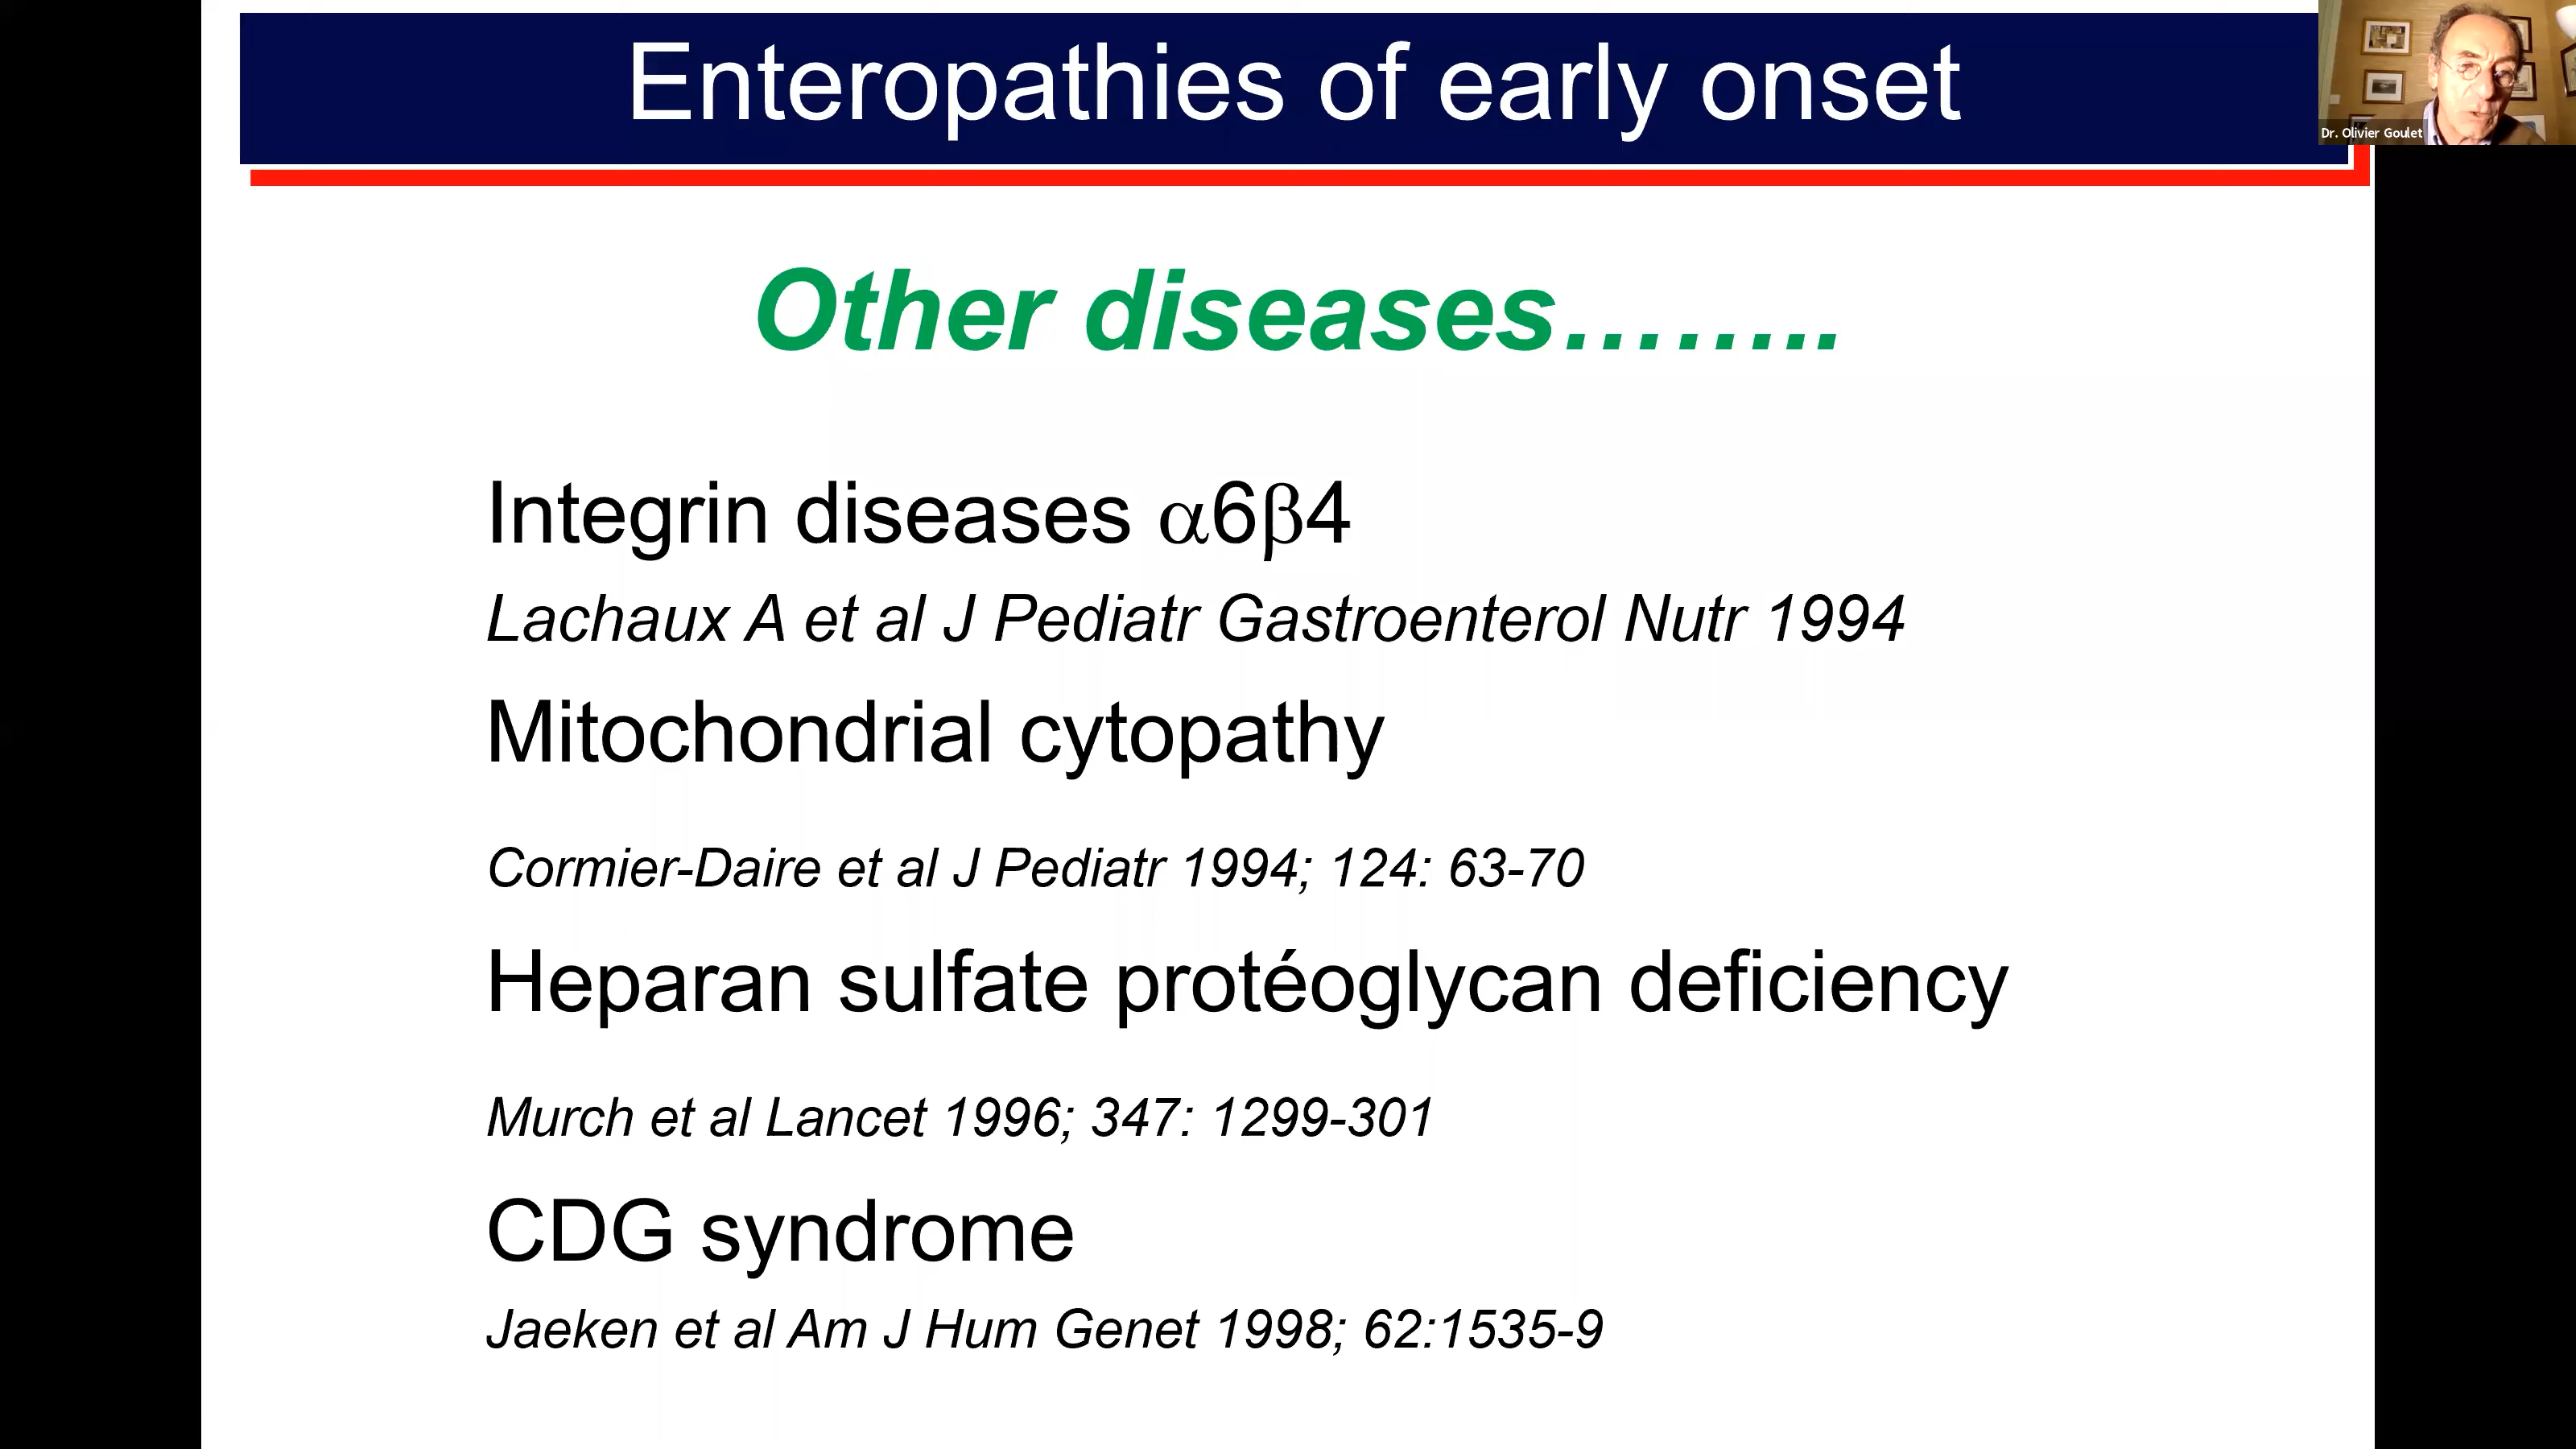 Enteropathies of early onset
Dr. Olivier Goulet
Other diseases……..
Integrin diseases α6β4
Lachaux A et al J Pediatr Gastroenterol Nutr 1994
Mitochondrial cytopathy
Cormier-Daire et al J Pediatr 1994; 124: 63-70
Heparan sulfate protéoglycan deficiency
Murch et al Lancet 1996; 347: 1299-301
CDG syndrome
Jaeken et al Am J Hum Genet 1998; 62:1535-9